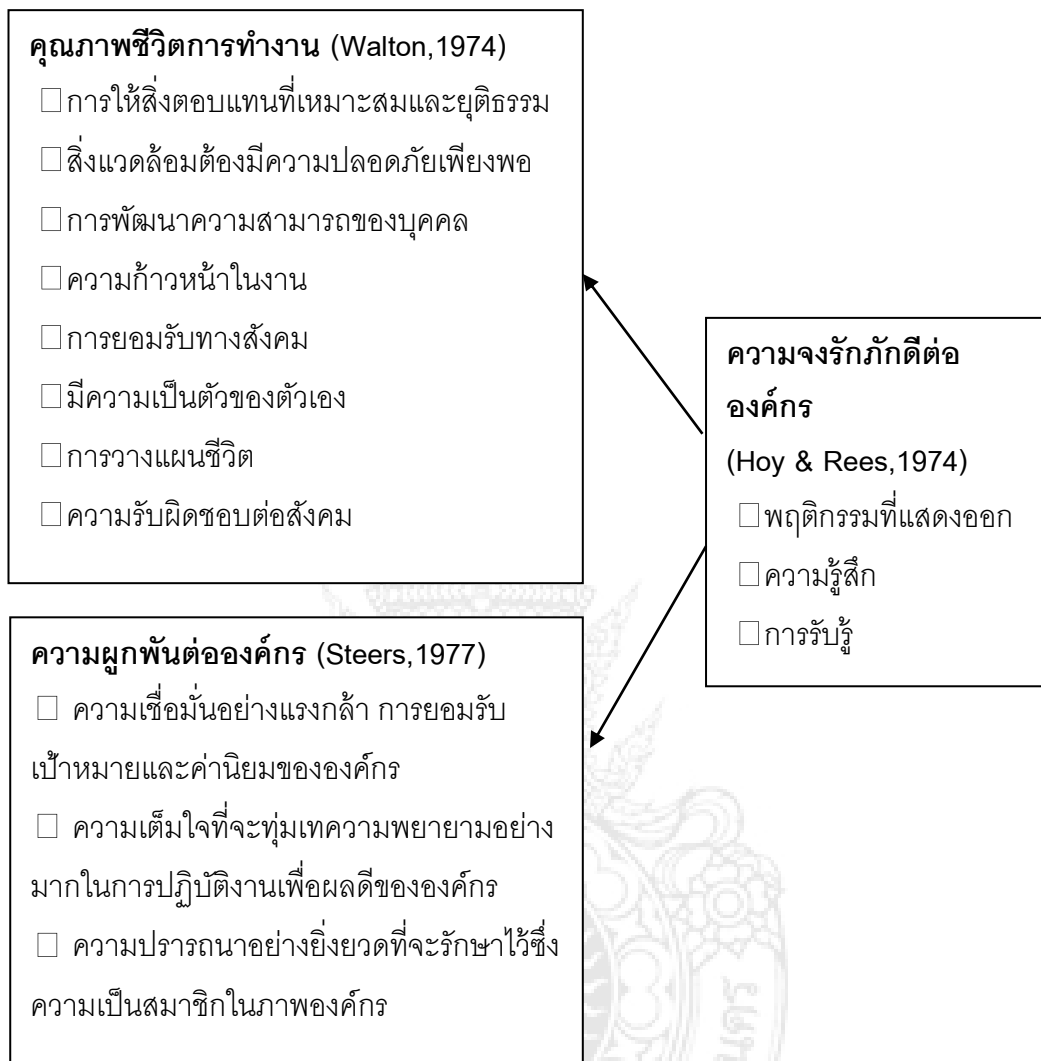 คุณภาพชีวิตการทำงาน (Walton,1974)
□การให้สิ่งตอบแทนที่เหมาะสมและยุติธรรม
□สิ่งแวดล้อมต้องมีความปลอดภัยเพียงพอ
□การพัฒนาความสามารถของบุคคล
□ความก้าวหน้าในงาน
□การยอมรับทางสังคม
□มีความเป็นตัวของตัวเอง
□การวางแผนชีวิต
□ความรับผิดชอบต่อสังคม
ความผูกพันต่อองค์กร (Steers,1977)
□ ความเชื่อมั่นอย่างแรงกล้า การยอมรับ
เป้าหมายและค่านิยมขององค์กร
□ ความเต็มใจที่จะทุ่มเทความพยายามอย่าง
มากในการปฏิบัติงานเพื่อผลดีขององค์กร
□ ความปรารถนาอย่างยิ่งยวดที่จะรักษาไว้ซึ่ง
ความเป็นสมาชิกในภาพองค์กร
ความจงรักภักดีต่อ
องค์กร
(Hoy & Rees,1974)
□พฤติกรรมที่แสดงออก
□ความรู้สึก
□การรับรู้